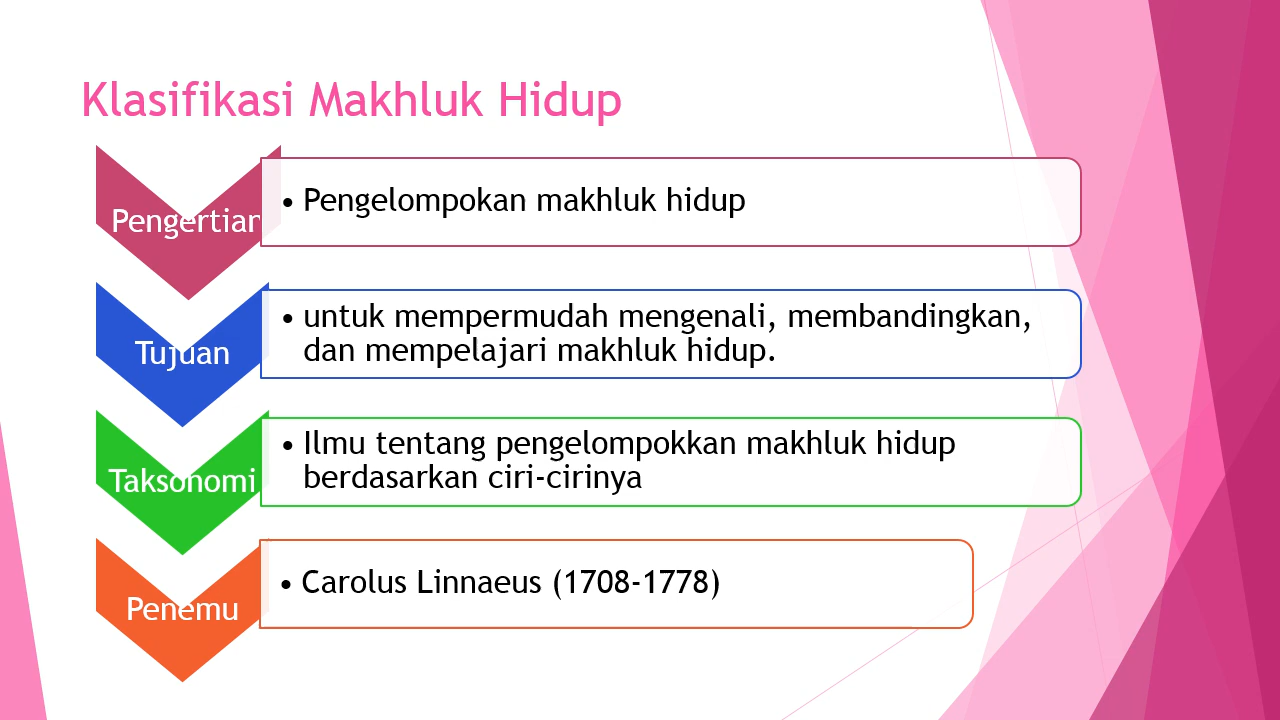 Klasifikasi Makhluk Hidup
Pengertian
• Pengelompokan makhluk hidup
Tujuan
• untuk mempermudah mengenali, membandingkan,
dan mempelajari makhluk hidup.
Taksonomi
• Ilmu tentang pengelompokkan makhluk hidup
berdasarkan ciri-cirinya
Penemu
• Carolus Linnaeus (1708-1778)